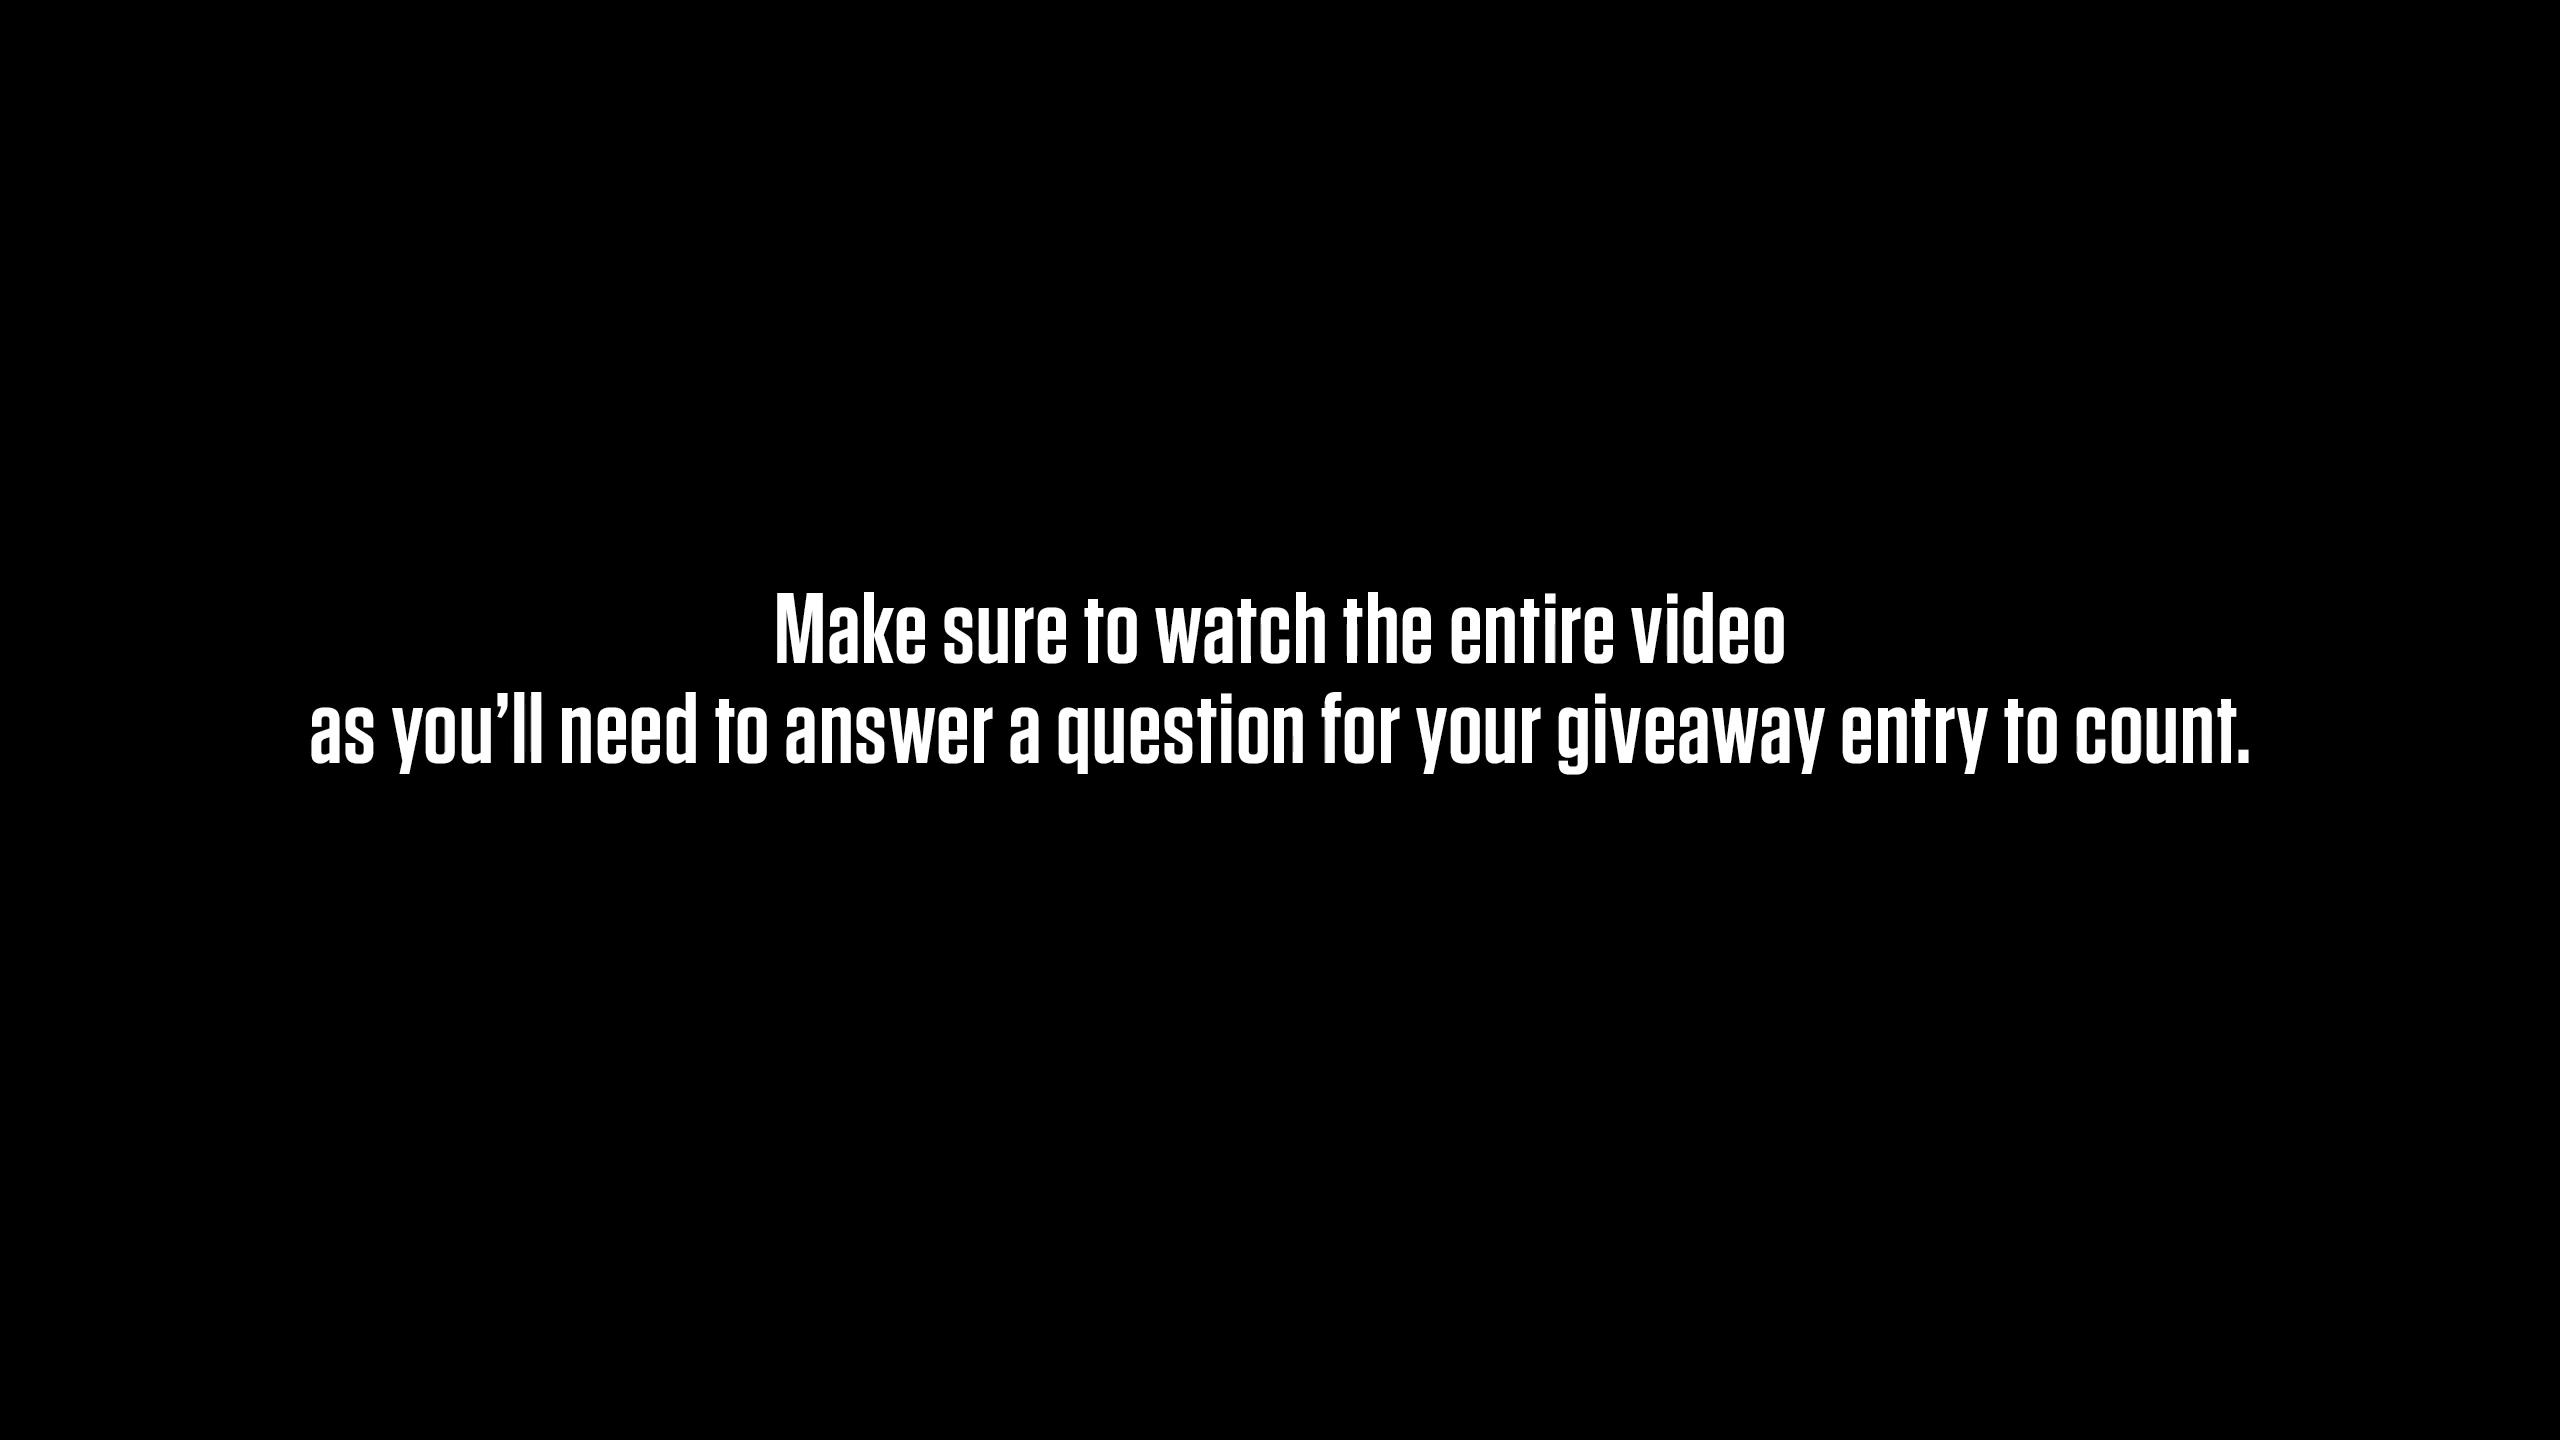 Make sure to watch the entire video
as you’ll need to answer a question for your giveaway entry to count.